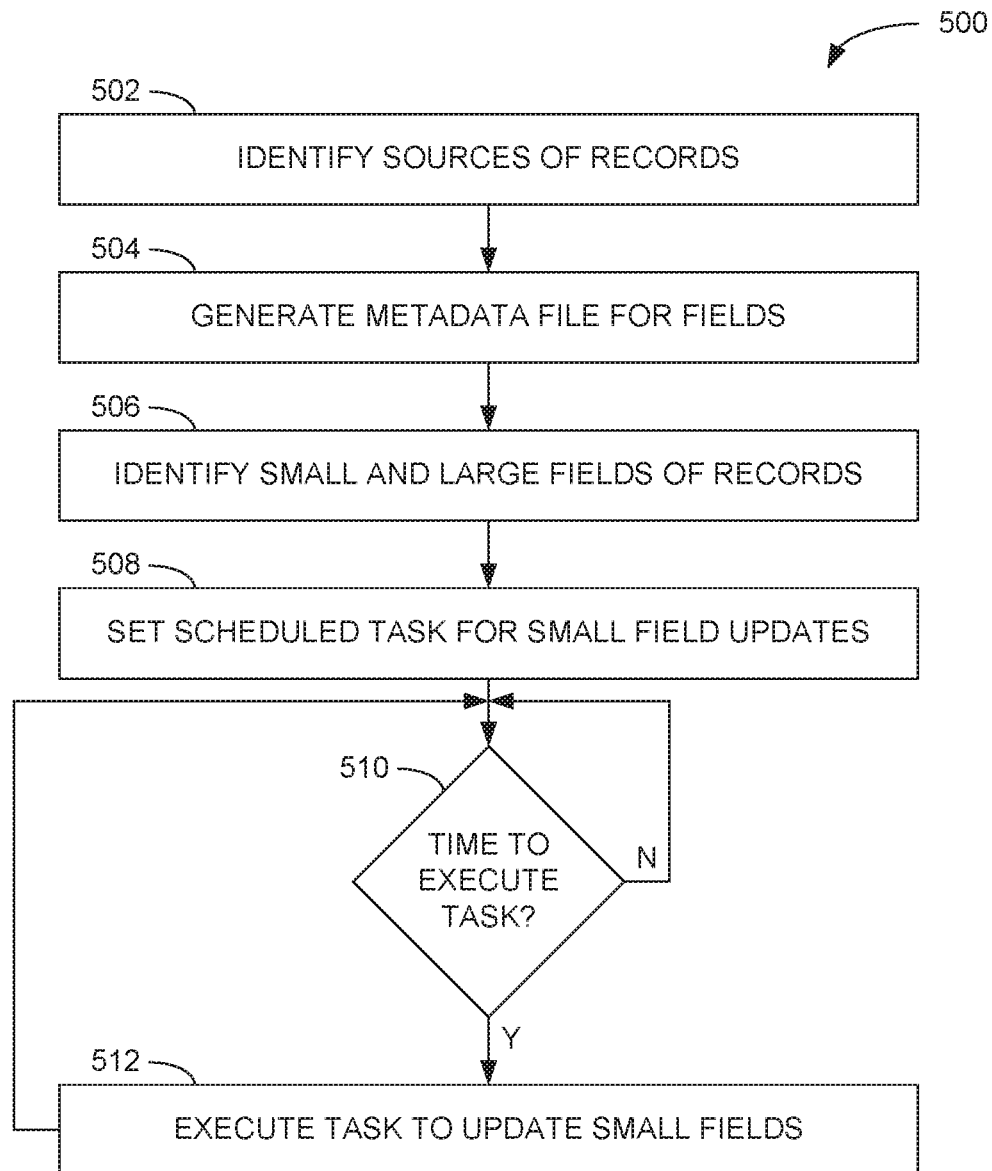 500
502
IDENTIFY SOURCES OF RECORDS
504
GENERATE METADATA FILE FOR FIELDS
506
IDENTIFY SMALL AND LARGE FIELDS OF RECORDS
508
SET SCHEDULED TASK FOR SMALL FIELD UPDATES
510
TIME TO
EXECUTE
TASK?
N
Y
512
EXECUTE TASK TO UPDATE SMALL FIELDS